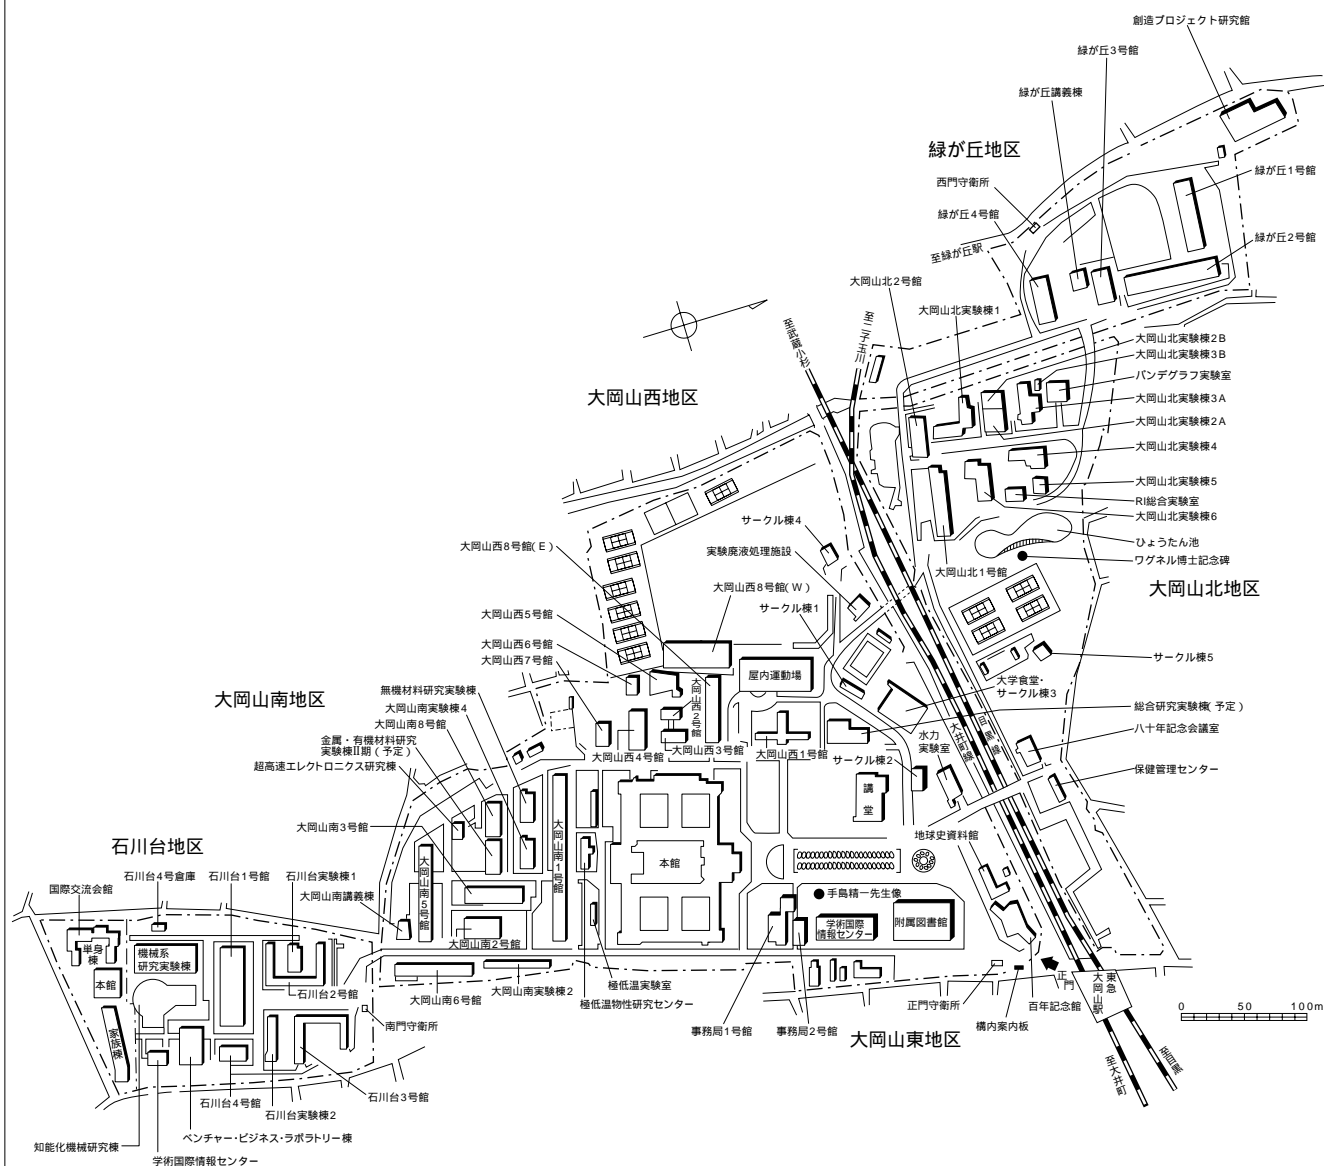 創造プロジェクト研究館
緑が丘3号館
緑が丘講義棟
緑が丘地区
緑が丘1号館
西門守衛所
緑が丘4号館
緑が丘2号館
至緑が丘駅
大岡山北2号館
大岡山北実験棟1
至武蔵小杉
至二子玉川
大岡山北実験棟2B
大岡山北実験棟3B
バンデグラフ実験室
大岡山西地区
大岡山北実験棟3A
大岡山北実験棟2A
大岡山北実験棟4
大岡山北実験棟5
RI総合実験室
大岡山北実験棟6
サークル棟4
ひょうたん池
大岡山西8号館(E)
実験廃液処理施設
ワグネル博士記念碑
大岡山北1号館
大岡山北地区
大岡山西8号館(W)
サークル棟1
大岡山西5号館
大岡山西6号館
大岡山西7号館
サークル棟5
屋内運動場
大岡山西2号館
大学食堂・
サークル棟3
大岡山南地区
無機材料研究実験棟
大岡山南実験棟4
大岡山南8号館
総合研究実験棟(予定)
金属・有機材料研究
実験棟II期(予定)
超高速エレクトロニクス研究棟
水力
実験室
大井町線
目黒線
八十年記念会議室
大岡山西4号館
大岡山西3号館
大岡山西1号館
サークル棟2
保健管理センター
講堂
大岡山南3号館
大岡山南1号館
地球史資料館
石川台地区
大岡山南5号館
本館
石川台4号倉庫
石川台1号館
石川台実験棟1
国際交流会館
大岡山南講義棟
手島精一先生像
単身棟
機械系
研究実験棟
学術国際
情報センター
附属図書館
大岡山南2号館
本館
石川台2号館
大岡山南6号館
大岡山南実験棟2
極低温実験室
極低温物性研究センター
正門
東急
大岡山駅
正門守衛所
構内案内板
百年記念館
0 50 100m
家族棟
南門守衛所
事務局1号館
事務局2号館
大岡山東地区
至目黒
至大井町
石川台4号館
石川台実験棟2
石川台3号館
知能化機械研究棟
ベンチャー・ビジネス・ラボラトリー棟
学術国際情報センター